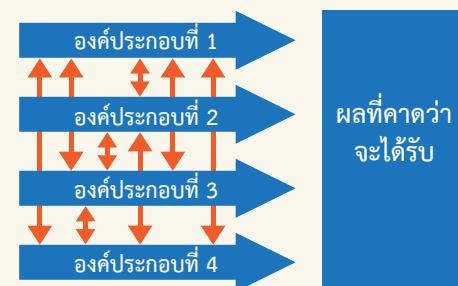 องค์ประกอบที่ 1
องค์ประกอบที่ 2
องค์ประกอบที่ 3
องค์ประกอบที่ 4
ผลที่คาดว่า
จะได้รับ